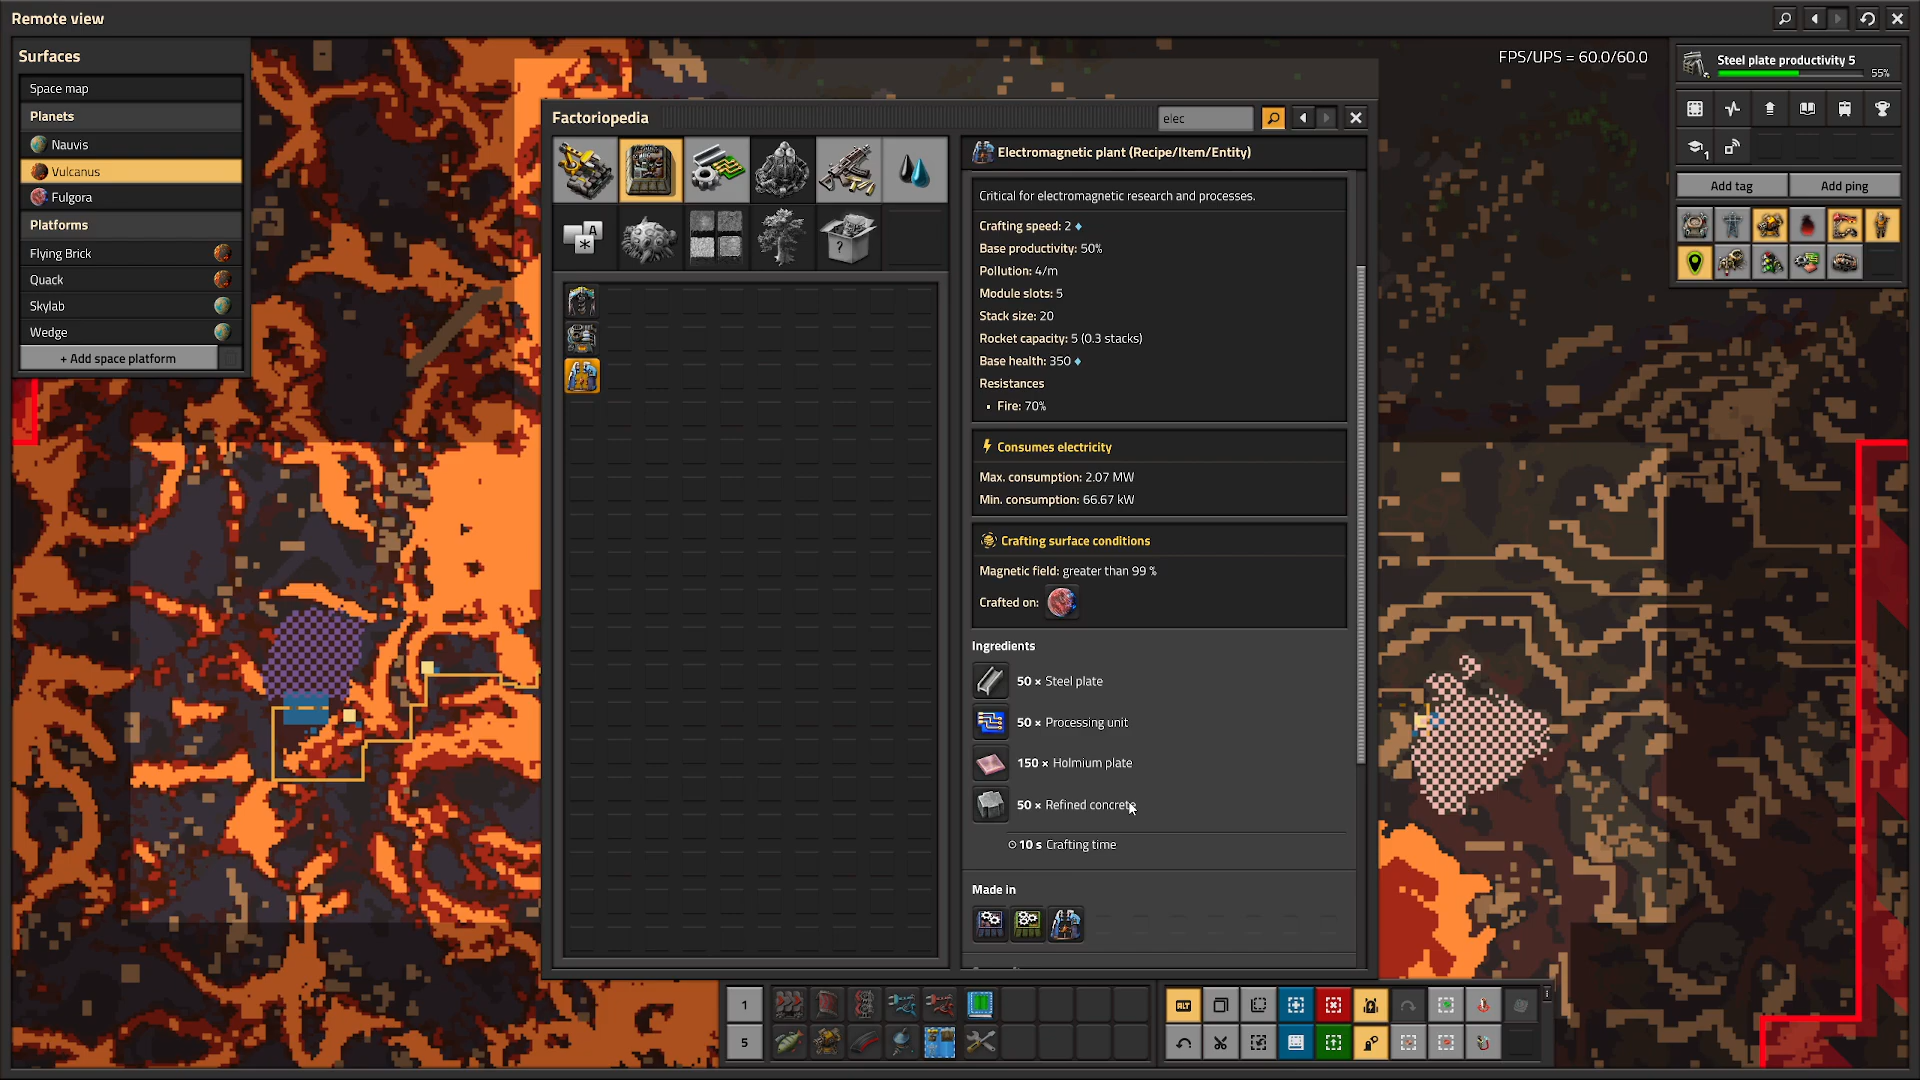 Remote view
Surfaces
Space map
Planets
Nauvis
Vulcanus
Fulgora
Platforms
Flying Brick
Quack
Skylab
Wedge
+ Add space platform
Factoriopedia
elec
A
*
?
Electromagnetic plant (Recipe/Item/Entity)
Critical for electromagnetic research and processes.
Crafting speed: 2
Base productivity: 50%
Pollution: 4/m
Module slots: 5
Stack size: 20
Rocket capacity: 5 (0.3 stacks)
Base health: 350
Resistances
• Fire: 70%
Consumes electricity
Max. consumption: 2.07 MW
Min. consumption: 66.67 kW
Crafting surface conditions
Magnetic field: greater than 99 %
Crafted on:
Ingredients
50 × Steel plate
50 × Processing unit
150 × Holmium plate
50 × Refined concrete
10 s Crafting time
Made in
FPS/UPS = 60.0/60.0
Steel plate productivity 5
55%
1
Add tag
Add ping
1
5
ALT